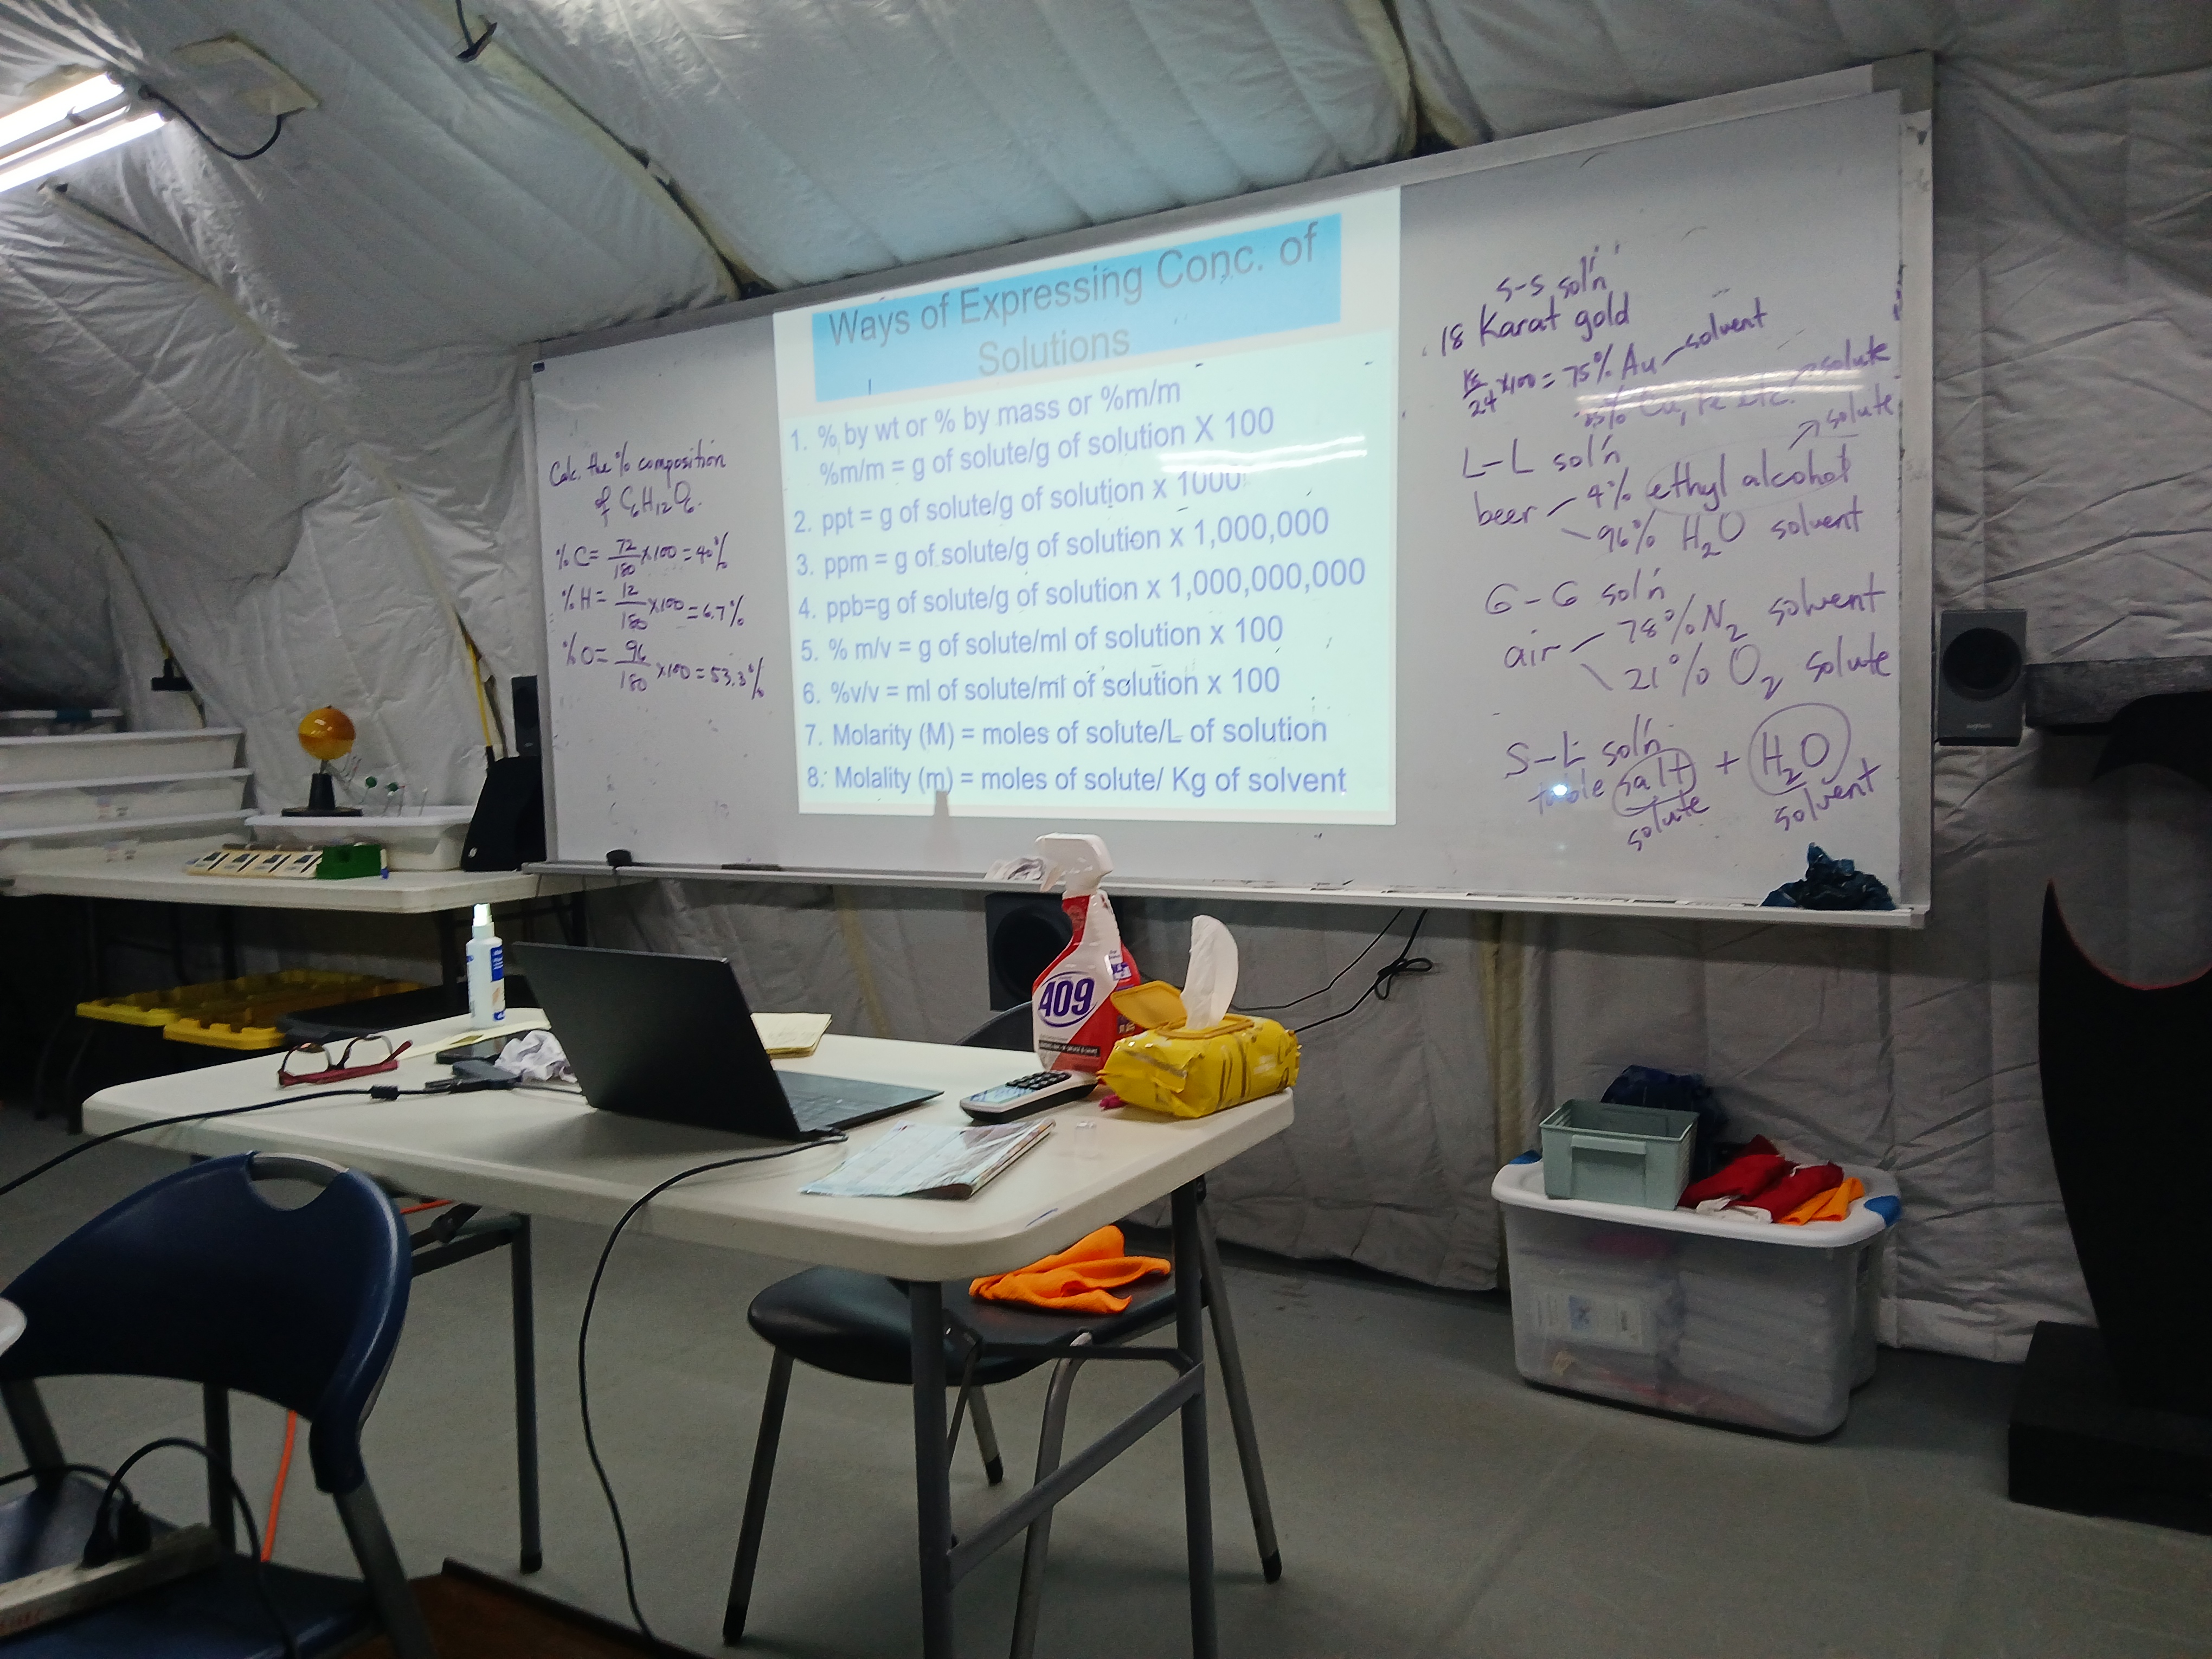 Calc. the % composition
of C6H12O6.
% C = 72/180 x100 = 40%
% H = 12/180 x100 = 6.7%
% O = 96/180 x100 = 53.3%
Ways of Expressing Conc. of
Solutions
1. % by wt or % by mass or %m/m
%m/m = g of solute/g of solution X 100
2. ppt = g of solute/g of solution x 1000
3. ppm = g of solute/g of solution x 1,000,000
4. ppb=g of solute/g of solution x 1,000,000,000
5. % m/v = g of solute/ml of solution x 100
6. %v/v = ml of solute/ml of solution x 100
7. Molarity (M) = moles of solute/L of solution
8. Molality (m) = moles of solute/ Kg of solvent
S-S sol'n
18 Karat gold
18/24 x100 = 75% Au - solvent
25% Cu, Fe etc. → solute
L-L sol'n → solute
beer - 4% ethyl alcohol
96% H2O solvent
G-G sol'n
air - 78% N2 solvent
21% O2 solute
S-L sol'n
table salt + H2O
solute solvent
409